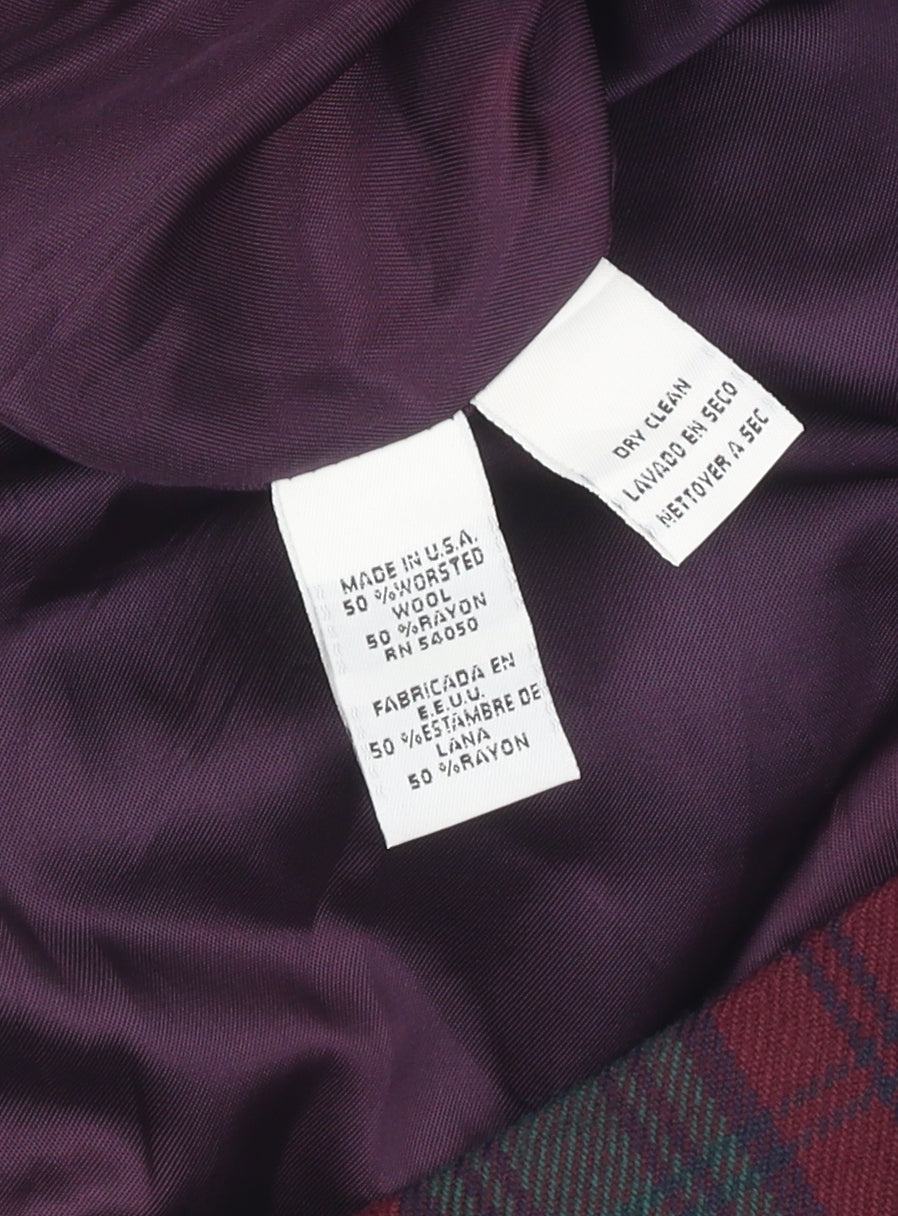 MADE IN U.S.A.
50 %WORSTED
WOOL
50 %RAYON
RN 54050
FABRICADA EN
E.E.U.U.
50 %ESTAMBRE DE
LANA
50 %RAYON
DRY CLEAN
LAVADO EN SECO
NETTOYER A SEC